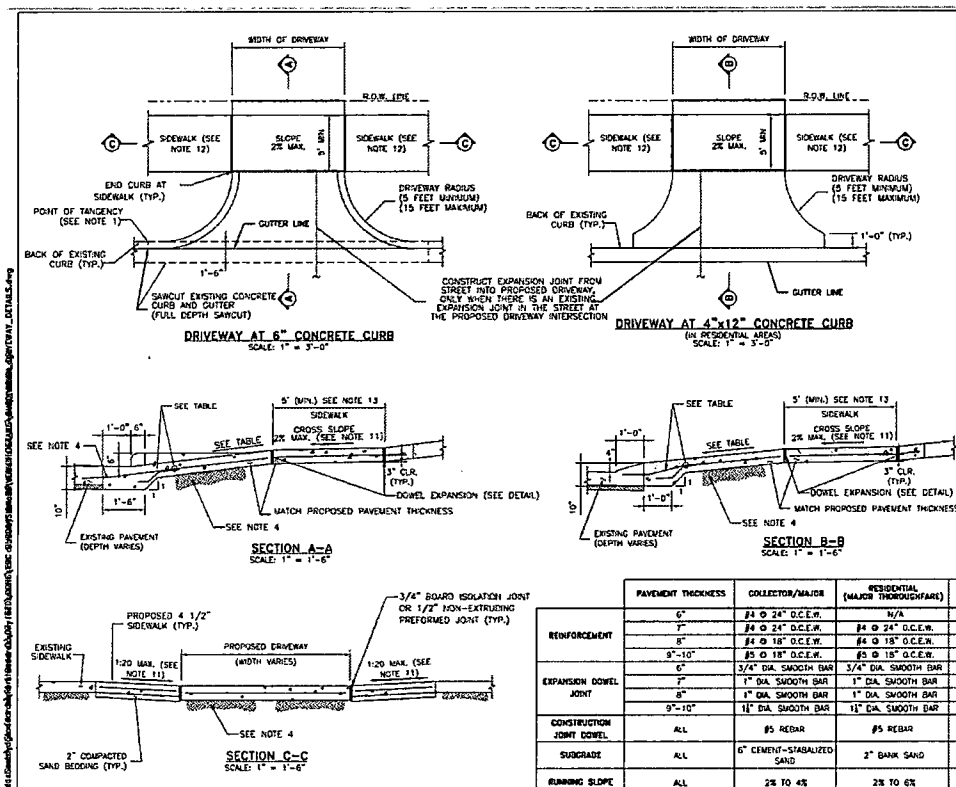 WIDTH OF DRIVEWAY
A
R.O.W. LINE
C
SIDEWALK (SEE
NOTE 12)
SLOPE
2% MAX.
5' MIN
SIDEWALK (SEE
NOTE 12)
C
END CURB AT
SIDEWALK (TYP.)
POINT OF TANGENCY
(SEE NOTE 1)
GUTTER LINE
DRIVEWAY RADIUS
(5 FEET MINIMUM)
(15 FEET MAXIMUM)
BACK OF EXISTING
CURB (TYP.)
1'-6"
SAWCUT EXISTING CONCRETE
CURB AND GUTTER
(FULL DEPTH SAWCUT)
A
CONSTRUCT EXPANSION JOINT FROM
STREET INTO PROPOSED DRIVEWAY,
ONLY WHEN THERE IS AN EXISTING
EXPANSION JOINT IN THE STREET AT
THE PROPOSED DRIVEWAY INTERSECTION
DRIVEWAY AT 6" CONCRETE CURB
SCALE: 1" = 3'-0"
WIDTH OF DRIVEWAY
B
R.O.W. LINE
C
SIDEWALK (SEE
NOTE 12)
SLOPE
2% MAX.
5' MIN
SIDEWALK (SEE
NOTE 12)
C
DRIVEWAY RADIUS
(5 FEET MINIMUM)
(15 FEET MAXIMUM)
BACK OF EXISTING
CURB (TYP.)
1'-0" (TYP.)
GUTTER LINE
B
DRIVEWAY AT 4"x12" CONCRETE CURB
(IN RESIDENTIAL AREAS)
SCALE: 1" = 3'-0"
5' (MIN.) SEE NOTE 13
SIDEWALK
CROSS SLOPE
2% MAX. (SEE NOTE 11)
SEE TABLE
1'-0" 6"
SEE TABLE
SEE NOTE 4
6"
3" CLR.
(TYP.)
1
1
DOWEL EXPANSION (SEE DETAIL)
1'-6"
10"
MATCH PROPOSED PAVEMENT THICKNESS
SEE NOTE 4
EXISTING PAVEMENT
(DEPTH VARIES)
SECTION A-A
SCALE: 1" = 1'-6"
5' (MIN.) SEE NOTE 13
SIDEWALK
CROSS SLOPE
2% MAX. (SEE NOTE 11)
SEE TABLE
SEE TABLE
4"
3" CLR.
(TYP.)
1
1
DOWEL EXPANSION (SEE DETAIL)
1'-0"
10"
MATCH PROPOSED PAVEMENT THICKNESS
SEE NOTE 4
EXISTING PAVEMENT
(DEPTH VARIES)
SECTION B-B
SCALE: 1" = 1'-6"
3/4" BOARD ISOLATION JOINT
OR 1/2" NON-EXTRUDING
PREFORMED JOINT (TYP.)
PROPOSED 4 1/2"
SIDEWALK (TYP.)
EXISTING
SIDEWALK
1:20 MAX. (SEE
NOTE 11)
PROPOSED DRIVEWAY
(WIDTH VARIES)
1:20 MAX. (SEE
NOTE 11)
SEE NOTE 4
2" COMPACTED
SAND BEDDING (TYP.)
SECTION C-C
SCALE: 1" = 1'-6"
PAVEMENT THICKNESS COLLECTOR/MAJOR RESIDENTIAL (MAJOR THOROUGHFARE)
REINFORCEMENT
6" #4 @ 24" O.C.E.W. N/A
7" #4 @ 24" O.C.E.W. #4 @ 24" O.C.E.W.
8" #4 @ 18" O.C.E.W. #4 @ 18" O.C.E.W.
9"-10" #5 @ 18" O.C.E.W. #5 @ 18" O.C.E.W.
EXPANSION DOWEL JOINT
6" 3/4" DIA. SMOOTH BAR 3/4" DIA. SMOOTH BAR
7" 1" DIA. SMOOTH BAR 1" DIA. SMOOTH BAR
8" 1" DIA. SMOOTH BAR 1" DIA. SMOOTH BAR
9"-10" 1¼" DIA. SMOOTH BAR 1¼" DIA. SMOOTH BAR
CONSTRUCTION JOINT DOWEL ALL #5 REBAR #5 REBAR
SUBGRADE ALL 6" CEMENT-STABALIZED SAND 2" BANK SAND
RUNNING SLOPE ALL 2% TO 4% 2% TO 6%